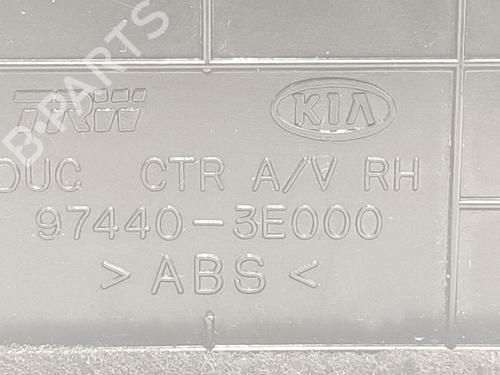 TRW KIA
DUC CTR A/V RH
97440-3E000
>ABS<
B-PARTS